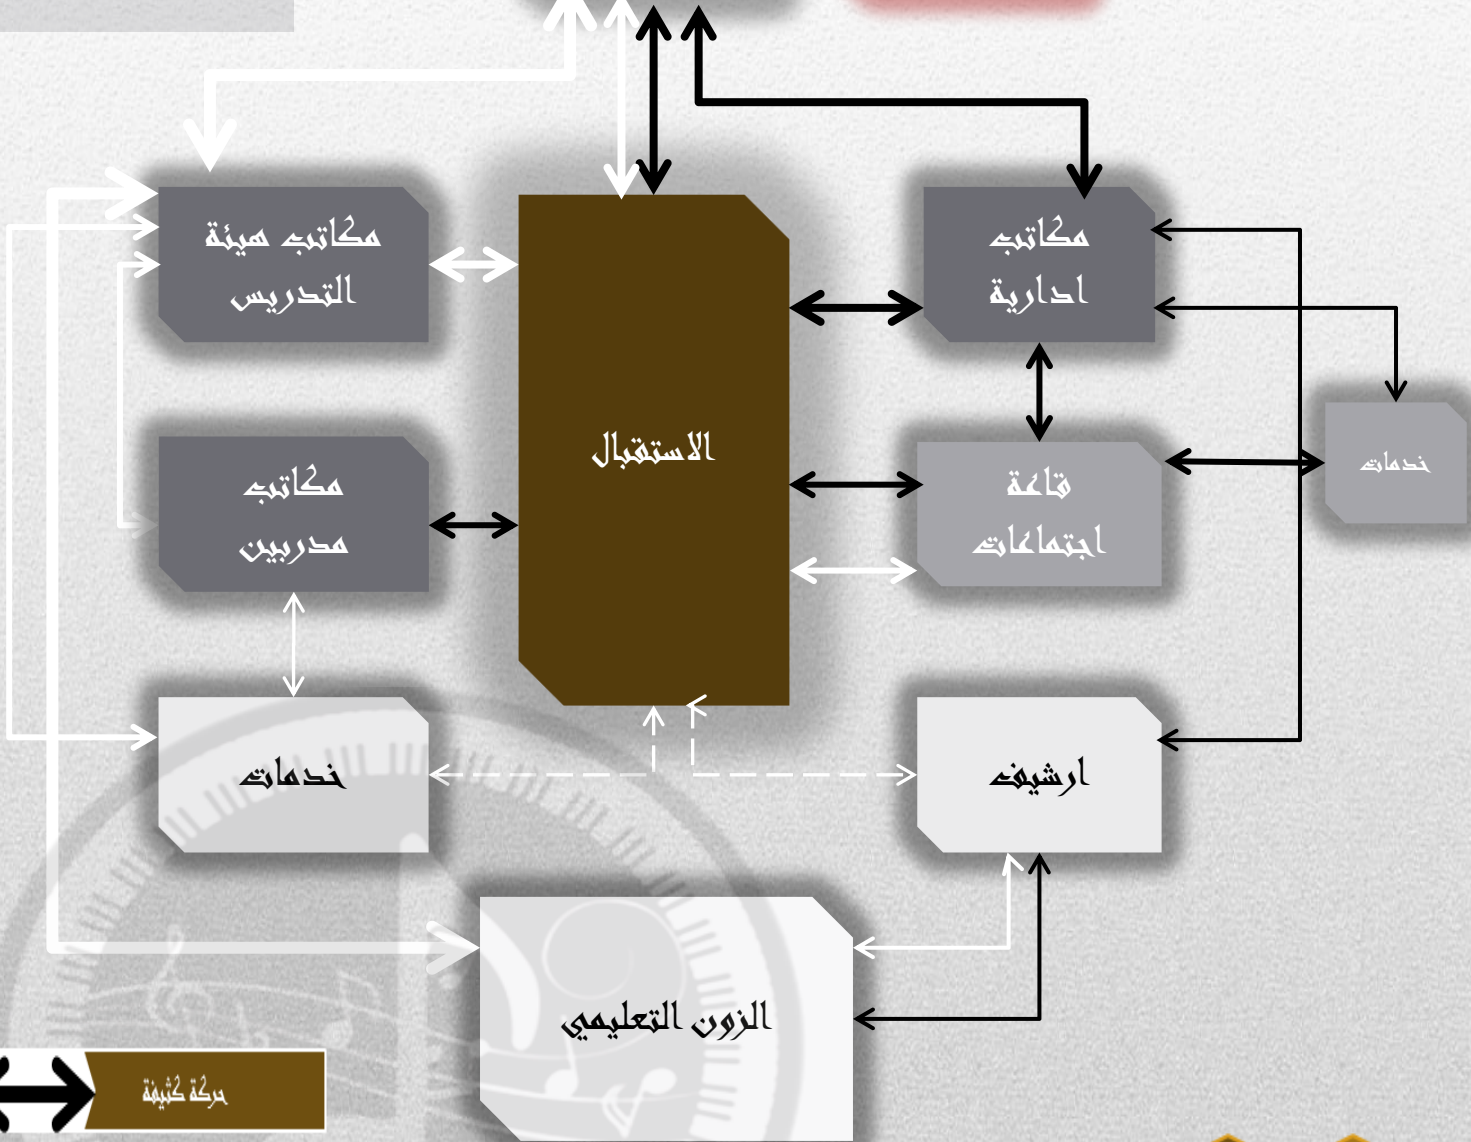 مكاتب هيئة
التدريس
مكاتب
ادارية
الاستقبال
مكاتب
مدربين
قاعة
اجتماعات
خدمات
خدمات
ارشيف
الزون التعليمي
حركة كثيفة